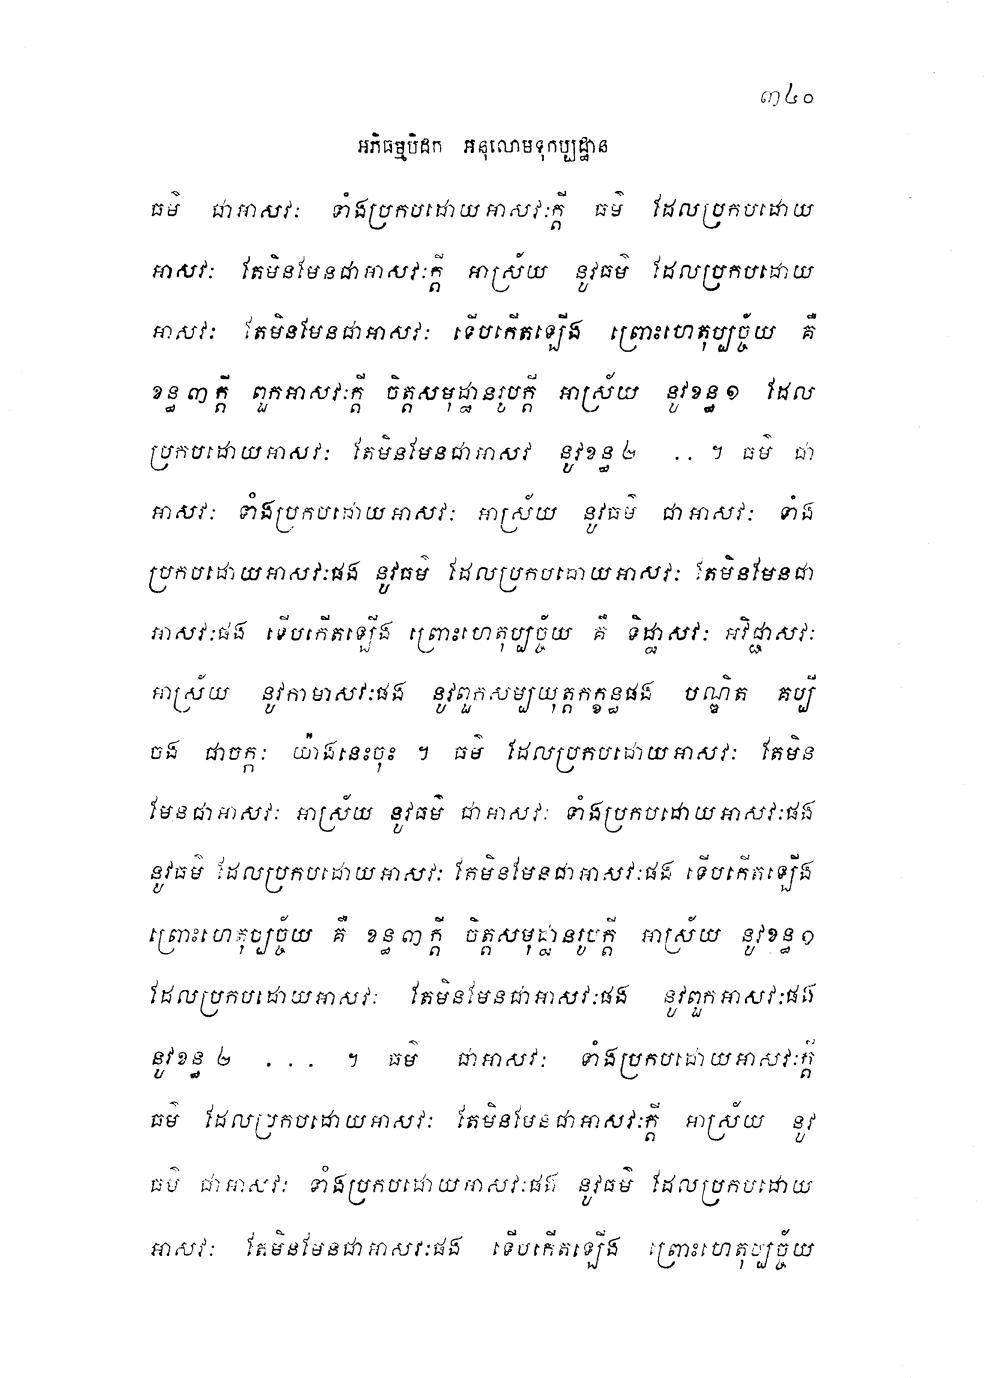 ៣៤០
អភិធម្មបិដក អនុលោមទុកប្បដ្ឋាន
ធម៌ ជាអាសវៈ ទាំងប្រកបដោយអាសវៈក្តី ធម៌ ដែលប្រកបដោយ
អាសវៈ តែមិនមែនជាអាសវៈក្តី អាស្រ័យ នូវធម៌ ដែលប្រកបដោយ
អាសវៈ តែមិនមែនជាអាសវៈ ទើបកើតឡើង ព្រោះហេតុប្បច្ច័យ គឺ
ខន្ធ៣ក្តី ពួកអាសវៈក្តី ចិត្តសមុដ្ឋានរូបក្តី អាស្រ័យ នូវខន្ធ១ ដែល
ប្រកបដោយអាសវៈ តែមិនមែនជាអាសវ នូវខន្ធ២ .. ។ ធម៌ ជា
អាសវៈ ទាំងប្រកបដោយអាសវៈ អាស្រ័យ នូវធម៌ ជាអាសវៈ ទាំង
ប្រកបដោយអាសវៈផង នូវធម៌ ដែលប្រកបដោយអាសវៈ តែមិនមែនជា
អាសវៈផង ទើបកើតឡើង ព្រោះហេតុប្បច្ច័យ គឺ ទិដ្ឋាសវៈ អវិជ្ជាសវៈ
អាស្រ័យ នូវកាមាសវៈផង នូវពួកសម្បយុត្តកក្ខន្ធផង បណ្ឌិត គប្បី
ចង ជាចក្កៈ យ៉ាងនេះចុះ ។ ធម៌ ដែលប្រកបដោយអាសវៈ តែមិន
មែនជាអាសវៈ អាស្រ័យ នូវធម៌ ជាអាសវៈ ទាំងប្រកបដោយអាសវៈផង
នូវធម៌ ដែលប្រកបដោយអាសវៈ តែមិនមែនជាអាសវៈផង ទើបកើតឡើង
ព្រោះហេតុប្បច្ច័យ គឺ ខន្ធ៣ក្តី ចិត្តសមុដ្ឋានរូបក្តី អាស្រ័យ នូវខន្ធ១
ដែលប្រកបដោយអាសវៈ តែមិនមែនជាអាសវៈផង នូវពួកអាសវៈផង
នូវខន្ធ២ ... ។ ធម៌ ជាអាសវៈ ទាំងប្រកបដោយអាសវៈក្តី
ធម៌ ដែលប្រកបដោយអាសវៈ តែមិនមែនជាអាសវៈក្តី អាស្រ័យ នូវ
ធម៌ ជាអាសវៈ ទាំងប្រកបដោយអាសវៈផង នូវធម៌ ដែលប្រកបដោយ
អាសវៈ តែមិនមែនជាអាសវៈផង ទើបកើតឡើង ព្រោះហេតុប្បច្ច័យ